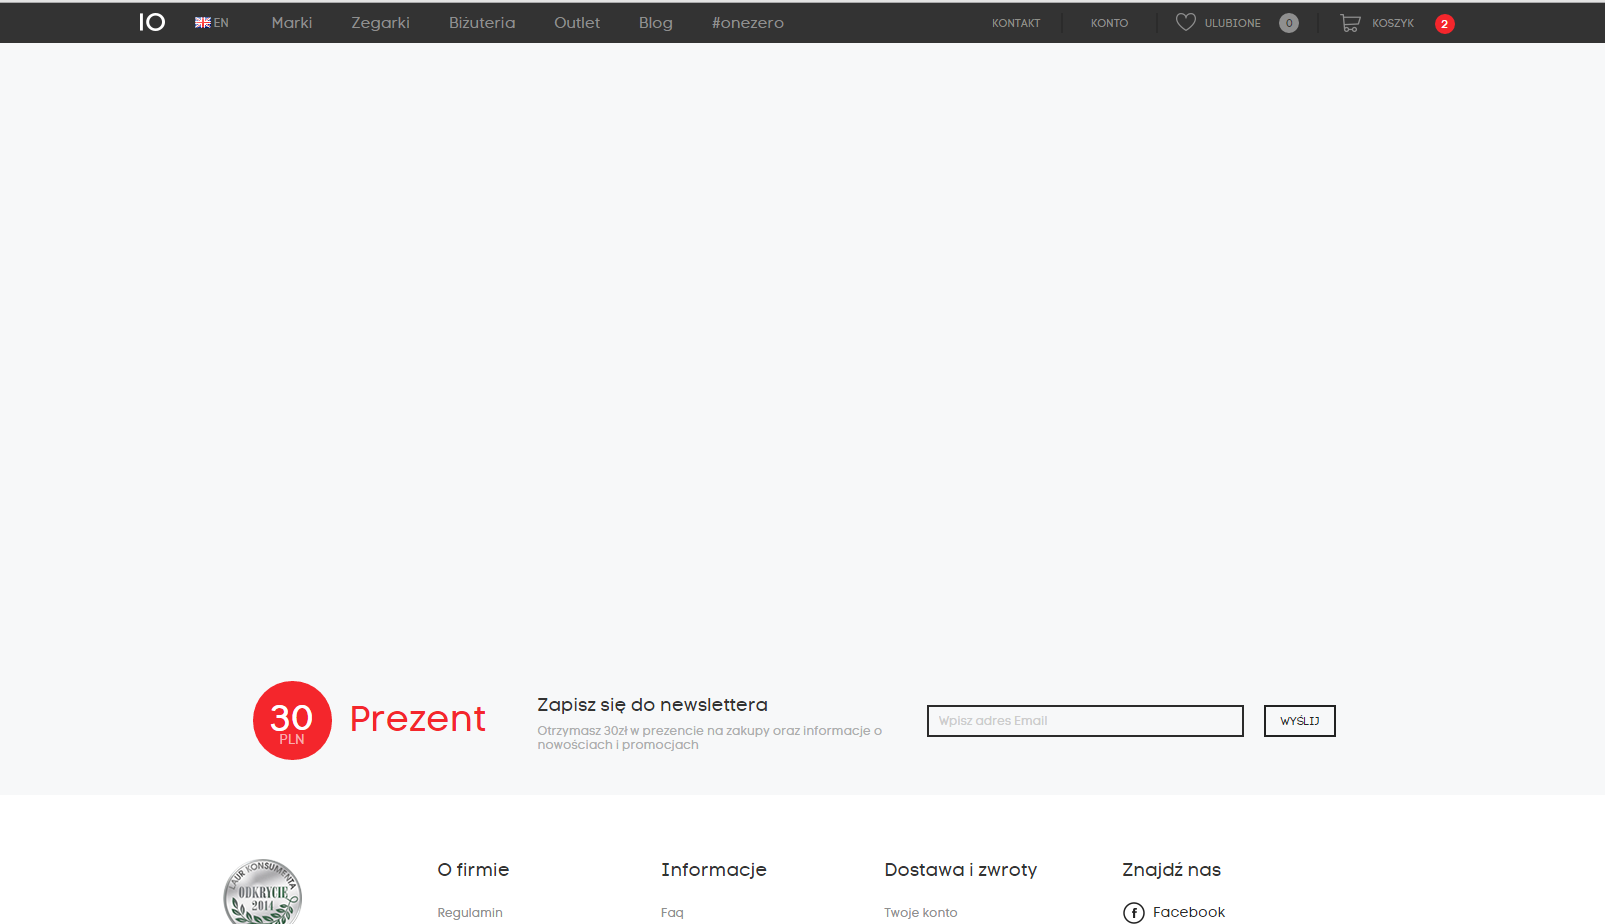 IO
EN
Marki
Zegarki
Biżuteria
Outlet
Blog
#onezero
KONTAKT
KONTO
ULUBIONE
0
KOSZYK
2
30
PLN
Prezent
Zapisz się do newslettera
Otrzymasz 30zł w prezencie na zakupy oraz informacje o
nowościach i promocjach
Wpisz adres Email
WYŚLIJ
LAUR KONSUMENTA
ODKRYCIE
2014
O firmie
Regulamin
Informacje
Faq
Dostawa i zwroty
Twoje konto
Znajdź nas
Facebook